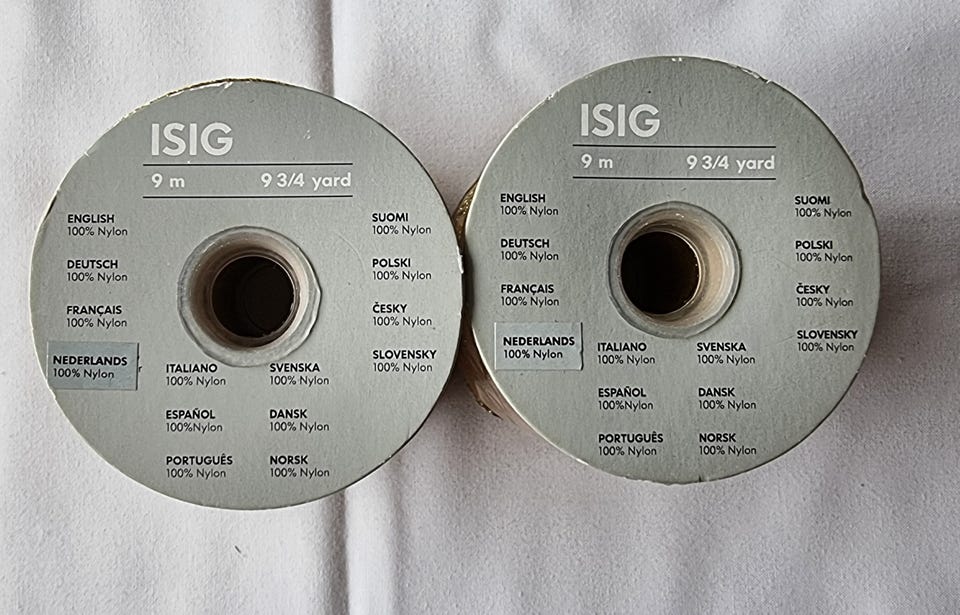 ISIG
9 m 9 3/4 yard
ENGLISH
100% Nylon
DEUTSCH
100% Nylon
FRANÇAIS
100% Nylon
NEDERLANDS
100% Nylon
ITALIANO
100% Nylon
ESPAÑOL
100%Nylon
PORTUGUÊS
100% Nylon
SVENSKA
100% Nylon
DANSK
100% Nylon
NORSK
100% Nylon
SUOMI
100% Nylon
POLSKI
100% Nylon
ČESKY
100% Nylon
SLOVENSKY
100% Nylon
ISIG
9 m 9 3/4 yard
ENGLISH
100% Nylon
DEUTSCH
100% Nylon
FRANÇAIS
100% Nylon
NEDERLANDS
100% Nylon
ITALIANO
100% Nylon
ESPAÑOL
100%Nylon
PORTUGUÊS
100% Nylon
SVENSKA
100% Nylon
DANSK
100% Nylon
NORSK
100% Nylon
SUOMI
100% Nylon
POLSKI
100% Nylon
ČESKY
100% Nylon
SLOVENSKY
100% Nylon